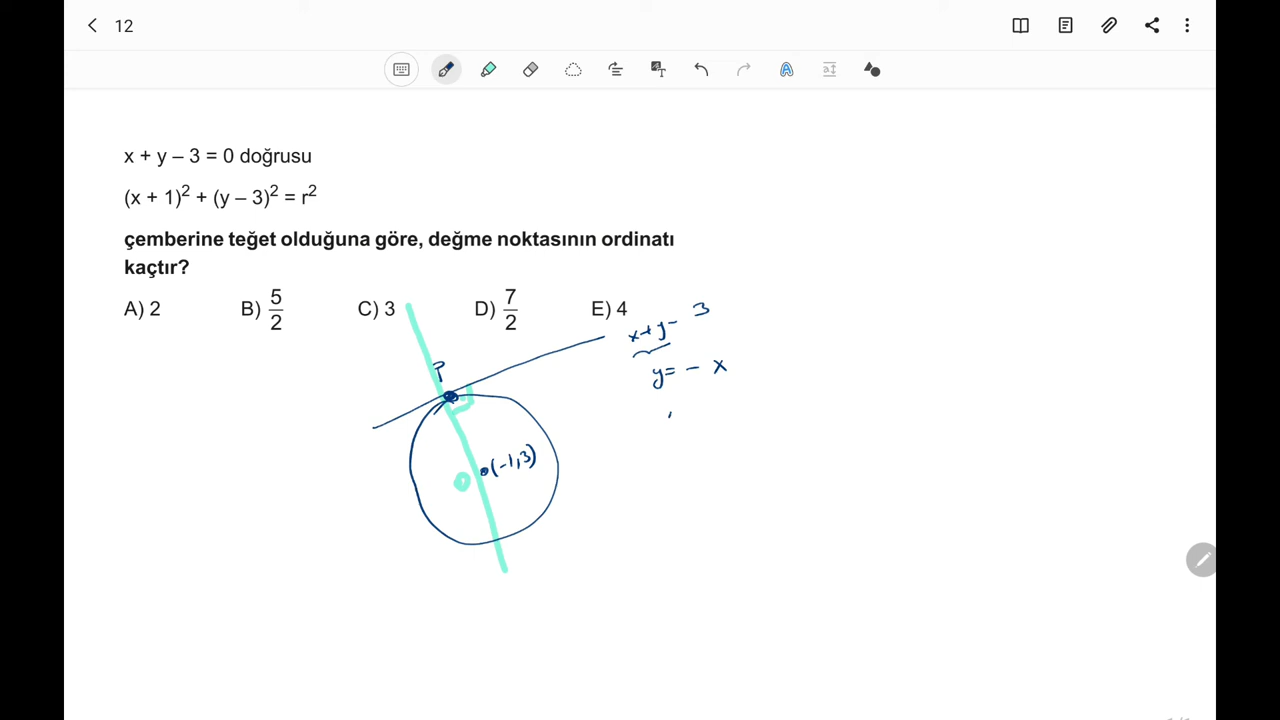 12
x + y – 3 = 0 doğrusu
(x + 1)² + (y – 3)² = r²
çemberine teğet olduğuna göre, değme noktasının ordinatı
kaçtır?
A) 2 B) 5/2 C) 3 D) 7/2 E) 4
x+y- 3
y= - x
P
(-1,3)
O